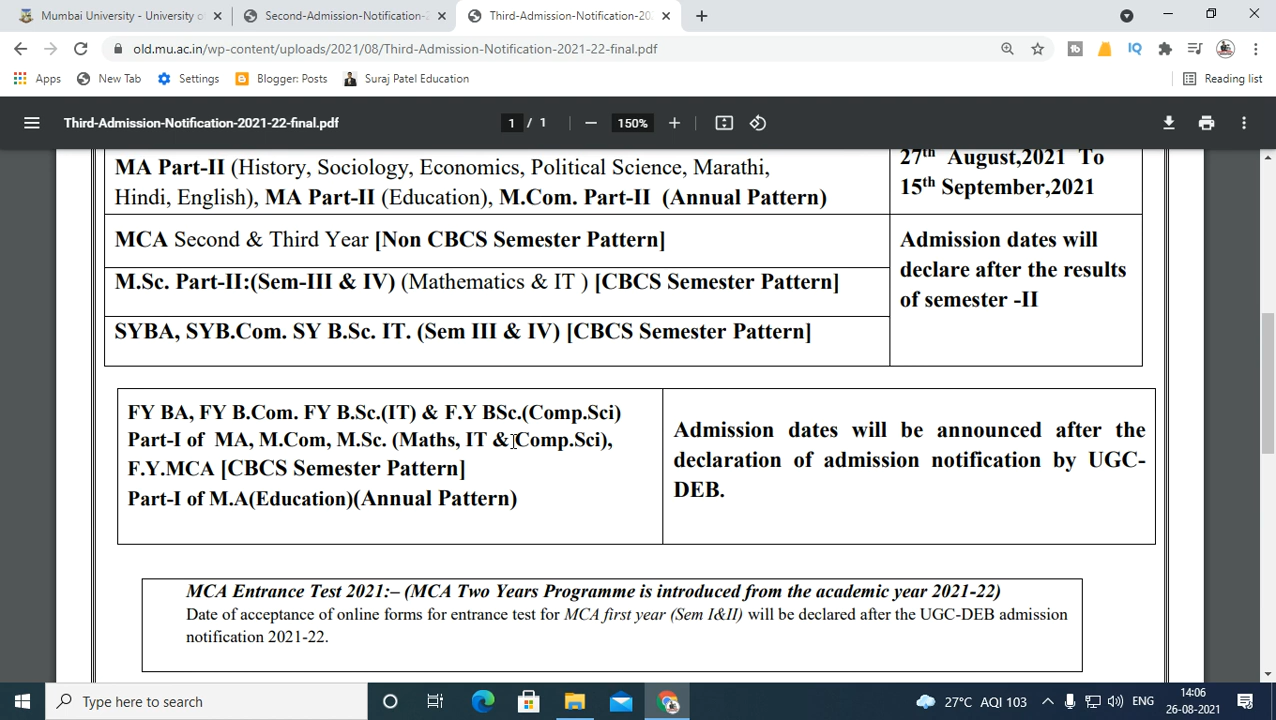 Mumbai University - University o
Second-Admission-Notification-2
Third-Admission-Notification-202
old.mu.ac.in/wp-content/uploads/2021/08/Third-Admission-Notification-2021-22-final.pdf
Apps New Tab Settings Blogger: Posts Suraj Patel Education Reading list
Third-Admission-Notification-2021-22-final.pdf 1 / 1 150%
MA Part-II (History, Sociology, Economics, Political Science, Marathi,
Hindi, English), MA Part-II (Education), M.Com. Part-II (Annual Pattern)
27th August,2021 To
15th September,2021
MCA Second & Third Year [Non CBCS Semester Pattern]
M.Sc. Part-II:(Sem-III & IV) (Mathematics & IT ) [CBCS Semester Pattern]
SYBA, SYB.Com. SY B.Sc. IT. (Sem III & IV) [CBCS Semester Pattern]
Admission dates will
declare after the results
of semester -II
FY BA, FY B.Com. FY B.Sc.(IT) & F.Y BSc.(Comp.Sci)
Part-I of MA, M.Com, M.Sc. (Maths, IT & Comp.Sci),
F.Y.MCA [CBCS Semester Pattern]
Part-I of M.A(Education)(Annual Pattern)
Admission dates will be announced after the
declaration of admission notification by UGC-
DEB.
MCA Entrance Test 2021:– (MCA Two Years Programme is introduced from the academic year 2021-22)
Date of acceptance of online forms for entrance test for MCA first year (Sem I&II) will be declared after the UGC-DEB admission
notification 2021-22.
Type here to search
27°C AQI 103 ENG
14:06
26-08-2021